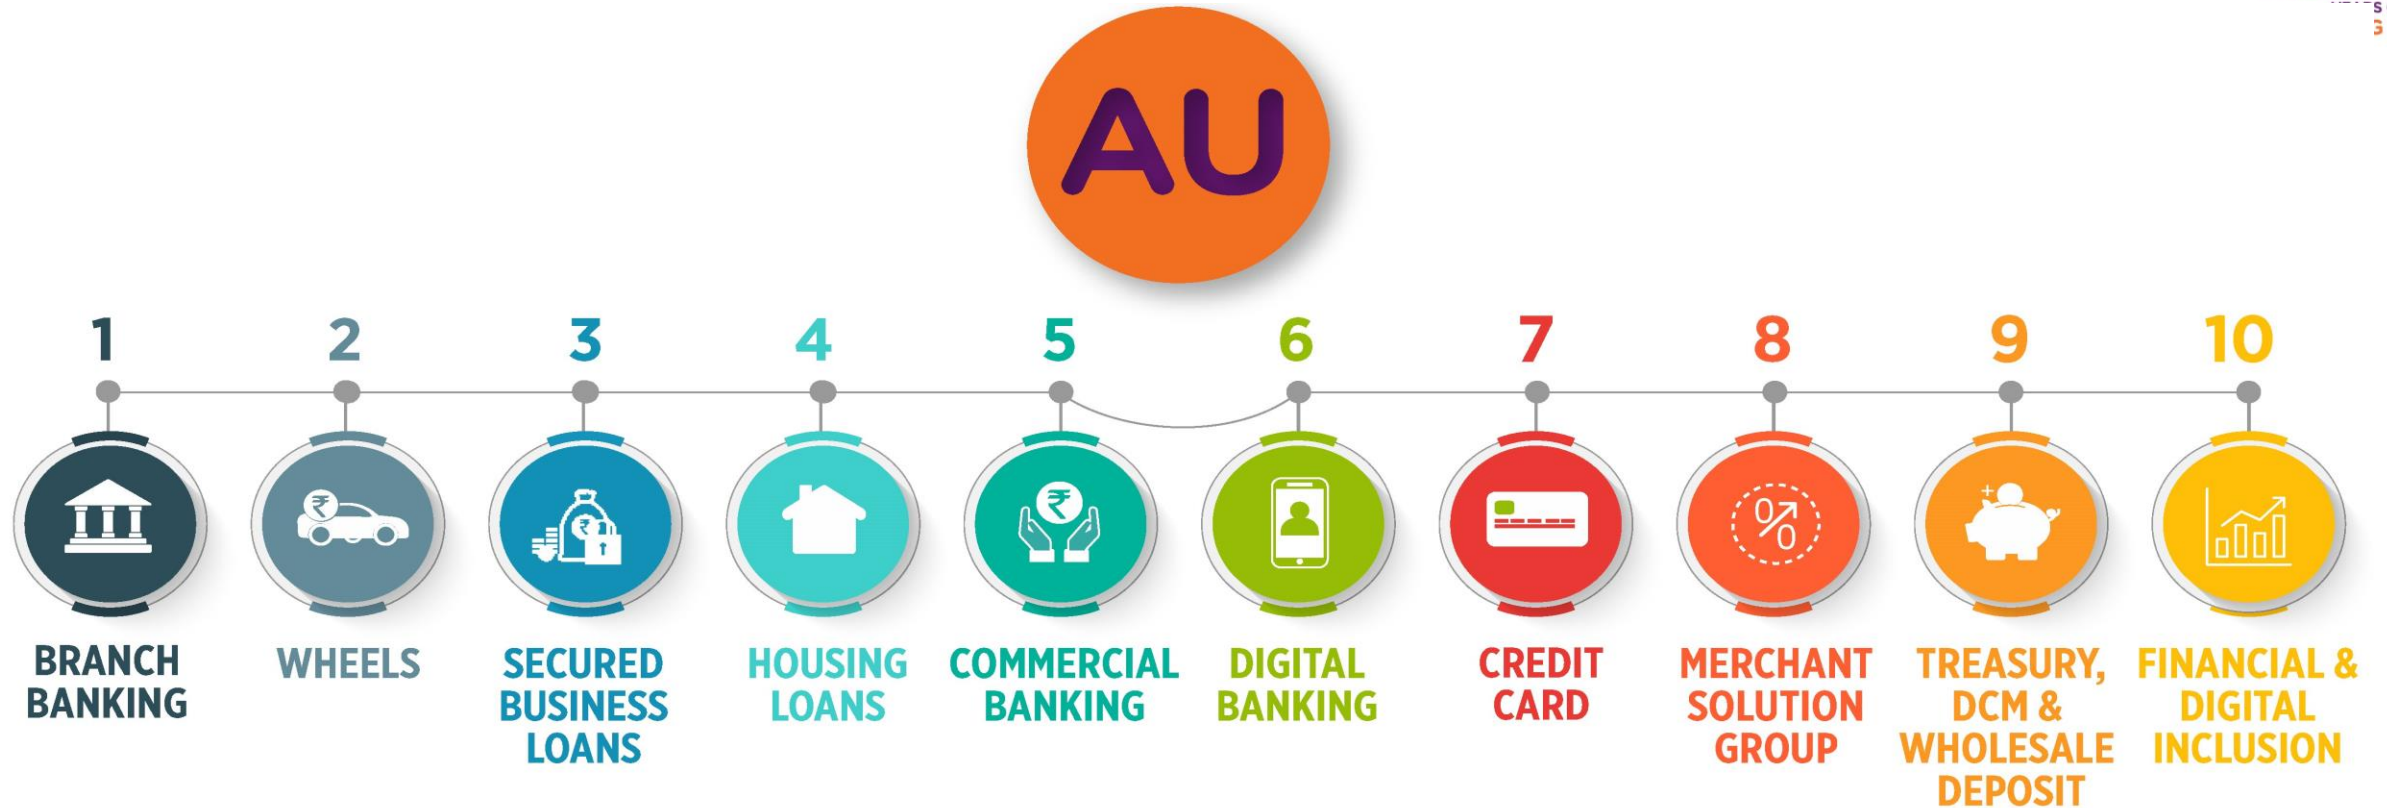 AU
1
2
3
4
5
6
7
8
9
10
BRANCH
BANKING
WHEELS
SECURED
BUSINESS
LOANS
HOUSING
LOANS
COMMERCIAL
BANKING
DIGITAL
BANKING
CREDIT
CARD
MERCHANT
SOLUTION
GROUP
TREASURY,
DCM &
WHOLESALE
DEPOSIT
FINANCIAL &
DIGITAL
INCLUSION